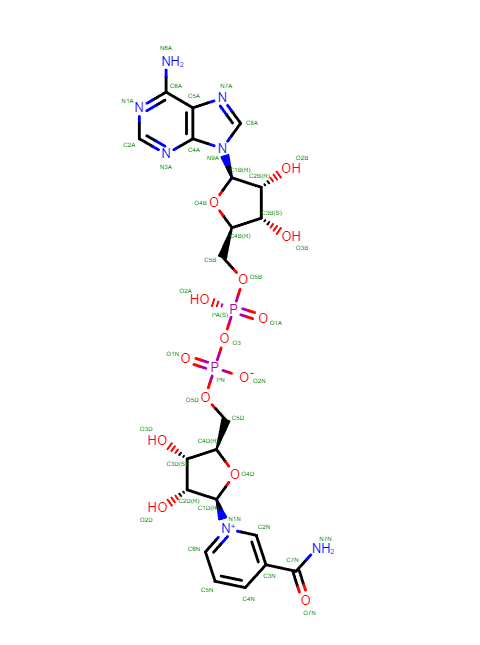 N6A
NH2
C6A
N7A
N1A
N
C5A
N
C8A
C2A
N
N3A
C4A
N
N9A
O2B
C1B(R)
OH
C2B(R)
O4B
O
C3B(S)
C4B(R)
OH
O3B
C5B
O
O5B
O2A
HO
PA(S)
P
O
O1A
O
O3
O1N
O
P
PN
O-
O2N
O5D
O
C5D
O3D
HO
C4D(R)
C3D(S)
O
O4D
C2D(R)
HO
C1D(R)
O2D
N1N
N+
C2N
N7N
NH2
C6N
C7N
C3N
C5N
C4N
O
O7N